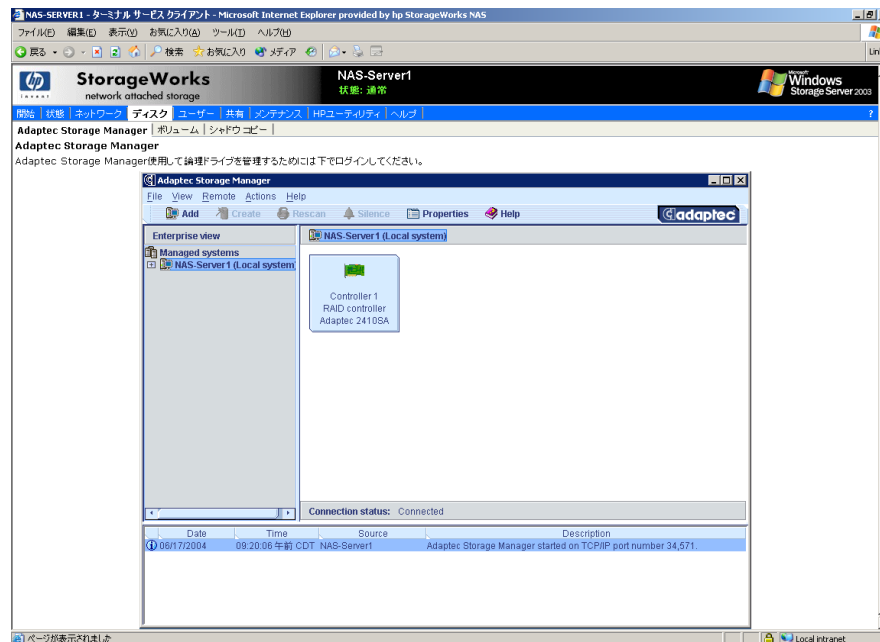 NAS-SERVER1 - ターミナル サービス クライアント - Microsoft Internet Explorer provided by hp StorageWorks NAS
ファイル(F) 編集(E) 表示(V) お気に入り(A) ツール(T) ヘルプ(H)
戻る 検索 お気に入り メディア
Lin
hp
invent
StorageWorks
network attached storage
NAS-Server1
状態: 通常
Microsoft
Windows
Storage Server 2003
開始 状態 ネットワーク ディスク ユーザー 共有 メンテナンス HPユーティリティ ヘルプ ?
Adaptec Storage Manager ボリューム シャドウ コピー
Adaptec Storage Manager
Adaptec Storage Manager使用して論理ドライブを管理するためには下でログインしてください。
Adaptec Storage Manager
File View Remote Actions Help
Add Create Rescan Silence Properties Help
adaptec
Enterprise view
NAS-Server1 (Local system)
Managed systems
NAS-Server1 (Local system
Controller 1
RAID controller
Adaptec 2410SA
Connection status: Connected
Date Time Source Description
06/17/2004 09:20:06 午前 CDT NAS-Server1 Adaptec Storage Manager started on TCP/IP port number 34,571.
ページが表示されました
Local intranet